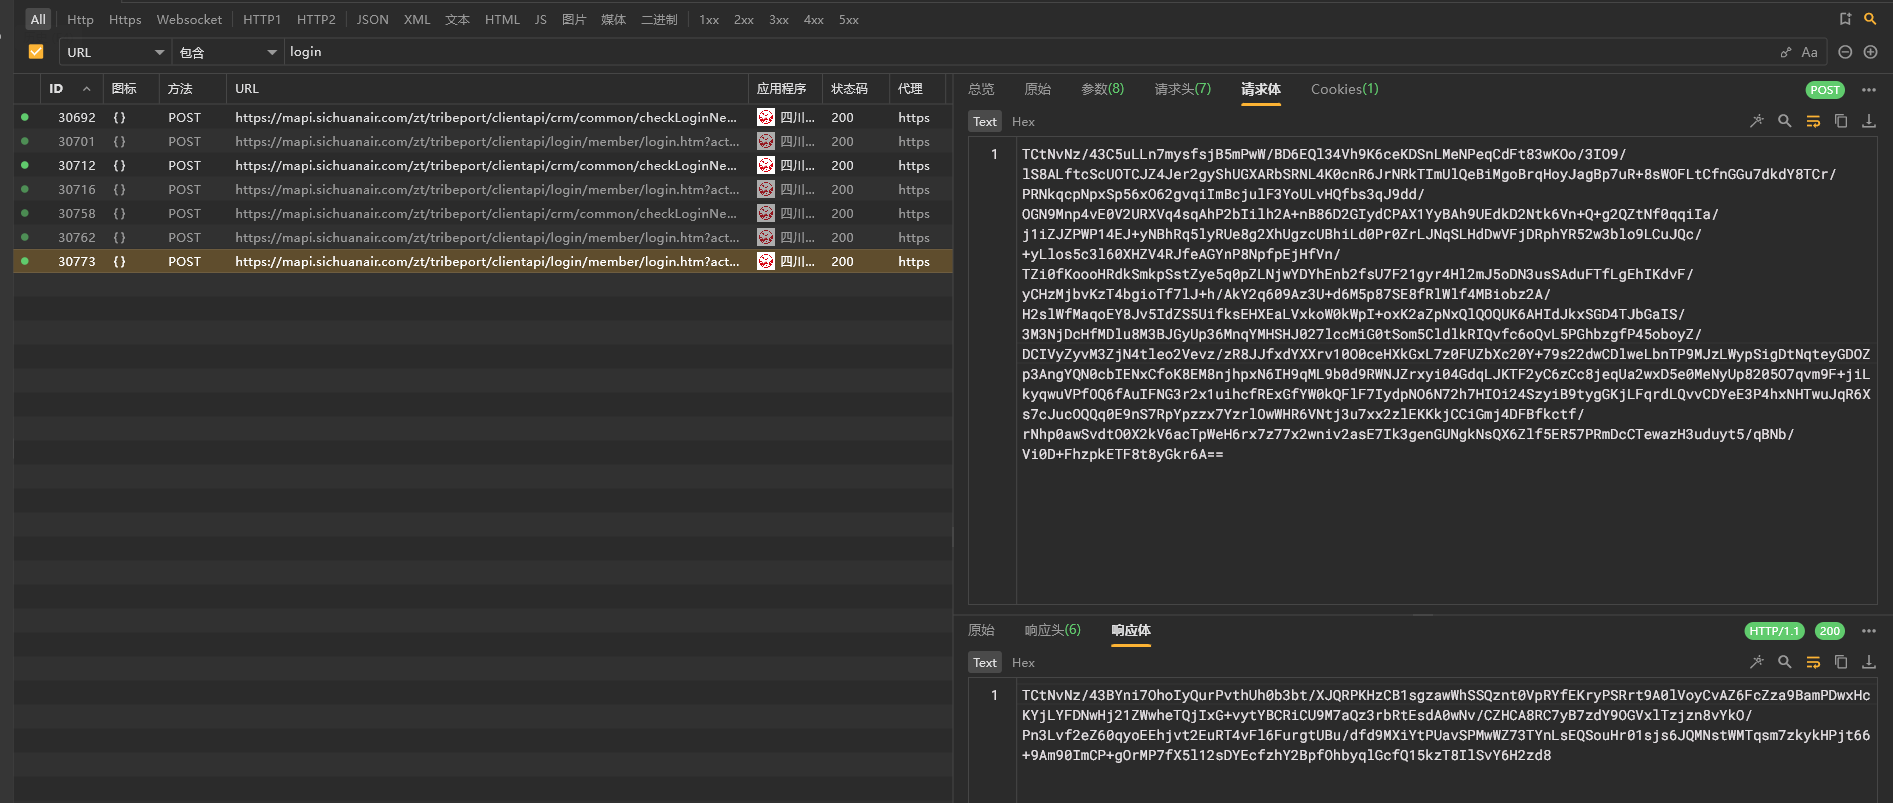 All Http Https Websocket HTTP1 HTTP2 JSON XML 文本 HTML JS 图片 媒体 二进制 1xx 2xx 3xx 4xx 5xx
URL 包含 login Aa
ID 图标 方法 URL 应用程序 状态码 代理
30692 {} POST https://mapi.sichuanair.com/zt/tribeport/clientapi/crm/common/checkLoginNe... 四川... 200 https
30701 {} POST https://mapi.sichuanair.com/zt/tribeport/clientapi/login/member/login.htm?act... 四川... 200 https
30712 {} POST https://mapi.sichuanair.com/zt/tribeport/clientapi/crm/common/checkLoginNe... 四川... 200 https
30716 {} POST https://mapi.sichuanair.com/zt/tribeport/clientapi/login/member/login.htm?act... 四川... 200 https
30758 {} POST https://mapi.sichuanair.com/zt/tribeport/clientapi/crm/common/checkLoginNe... 四川... 200 https
30762 {} POST https://mapi.sichuanair.com/zt/tribeport/clientapi/login/member/login.htm?act... 四川... 200 https
30773 {} POST https://mapi.sichuanair.com/zt/tribeport/clientapi/login/member/login.htm?act... 四川... 200 https
总览 原始 参数(8) 请求头(7) 请求体 Cookies(1) POST
Text Hex
1 TCtNvNz/43C5uLLn7mysfsjB5mPwW/BD6EQl34Vh9K6ceKDSnLMeNPeqCdFt83wKOo/3IO9/
lS8ALftcScUOTCJZ4Jer2gyShUGXARbSRNL4K0cnR6JrNRkTImUlQeBiMgoBrqHoyJagBp7uR+8sWOFLtCfnGGu7dkdY8TCr/
PRNkqcpNpxSp56xO62gvqiImBcjulF3YoULvHQfbs3qJ9dd/
OGN9Mnp4vE0V2URXVq4sqAhP2bIilh2A+nB86D2GIydCPAX1YyBAh9UEdkD2Ntk6Vn+Q+g2QZtNf0qqiIa/
j1iZJZPWP14EJ+yNBhRq5lyRUe8g2XhUgzcUBhiLd0Pr0ZrLJNqSLHdDwVFjDRphYR52w3blo9LCuJQc/
+yLlos5c3l60XHZV4RJfeAGYnP8NpfpEjHfVn/
TZi0fKoooHRdkSmkpSstZye5q0pZLNjwYDYhEnb2fsU7F21gyr4Hl2mJ5oDN3usSAduFTfLgEhIKdvF/
yCHzMjbvKzT4bgioTf7lJ+h/AkY2q609Az3U+d6M5p87SE8fRlWlf4MBiobz2A/
H2slWfMaqoEY8Jv5IdZS5UifksEHXEaLVxkoW0kWpI+oxK2aZpNxQlQOQUK6AHIdJkxSGD4TJbGaIS/
3M3NjDcHfMDlu8M3BJGyUp36MnqYMHSHJ027lccMiG0tSom5CldlkRIQvfc6oQvL5PGhbzgfP45oboyZ/
DCIVyZyvM3ZjN4tleo2Vevz/zR8JJfxdYXXrv10O0ceHXkGxL7z0FUZbXc20Y+79s22dwCDlweLbnTP9MJzLWypSigDtNqteyGDOZ
p3AngYQN0cbIENxCfoK8EM8njhpxN6IH9qML9b0d9RWNJZrxyi04GdqLJKTF2yC6zCc8jeqUa2wxD5e0MeNyUp8205O7qvm9F+jiL
kyqwuVPfOQ6fAuIFNG3r2x1uihcfRExGfYW0kQFlF7IydpNO6N72h7HIOi24SzyiB9tygGKjLFqrdLQvvCDYeE3P4hxNHTwuJqR6X
s7cJucOQQq0E9nS7RpYpzzx7YzrlOwWHR6VNtj3u7xx2zlEKKkjCCiGmj4DFBfkctf/
rNhp0awSvdtO0X2kV6acTpWeH6rx7z77x2wniv2asE7Ik3genGUNgkNsQX6Zlf5ER57PRmDcCTewazH3uduyt5/qBNb/
Vi0D+FhzpkETF8t8yGkr6A==
原始 响应头(6) 响应体 HTTP/1.1 200
Text Hex
1 TCtNvNz/43BYni7OhoIyQurPvthUh0b3bt/XJQRPKHzCB1sgzawWhSSQznt0VpRYfEKryPSRrt9A0lVoyCvAZ6FcZza9BamPDwxHc
KYjLYFDNwHj21ZWwheTQjIxG+vytYBCRiCU9M7aQz3rbRtEsdA0wNv/CZHCA8RC7yB7zdY9OGVxlTzjzn8vYkO/
Pn3Lvf2eZ60qyoEEhjvt2EuRT4vFl6FurgtUBu/dfd9MXiYtPUavSPMwWZ73TYnLsEQSouHr01sjs6JQMNstWMTqsm7zkykHPjt66
+9Am90ImCP+gOrMP7fX5l12sDYEcfzhY2BpfOhbyqlGcfQ15kzT8IlSvY6H2zd8